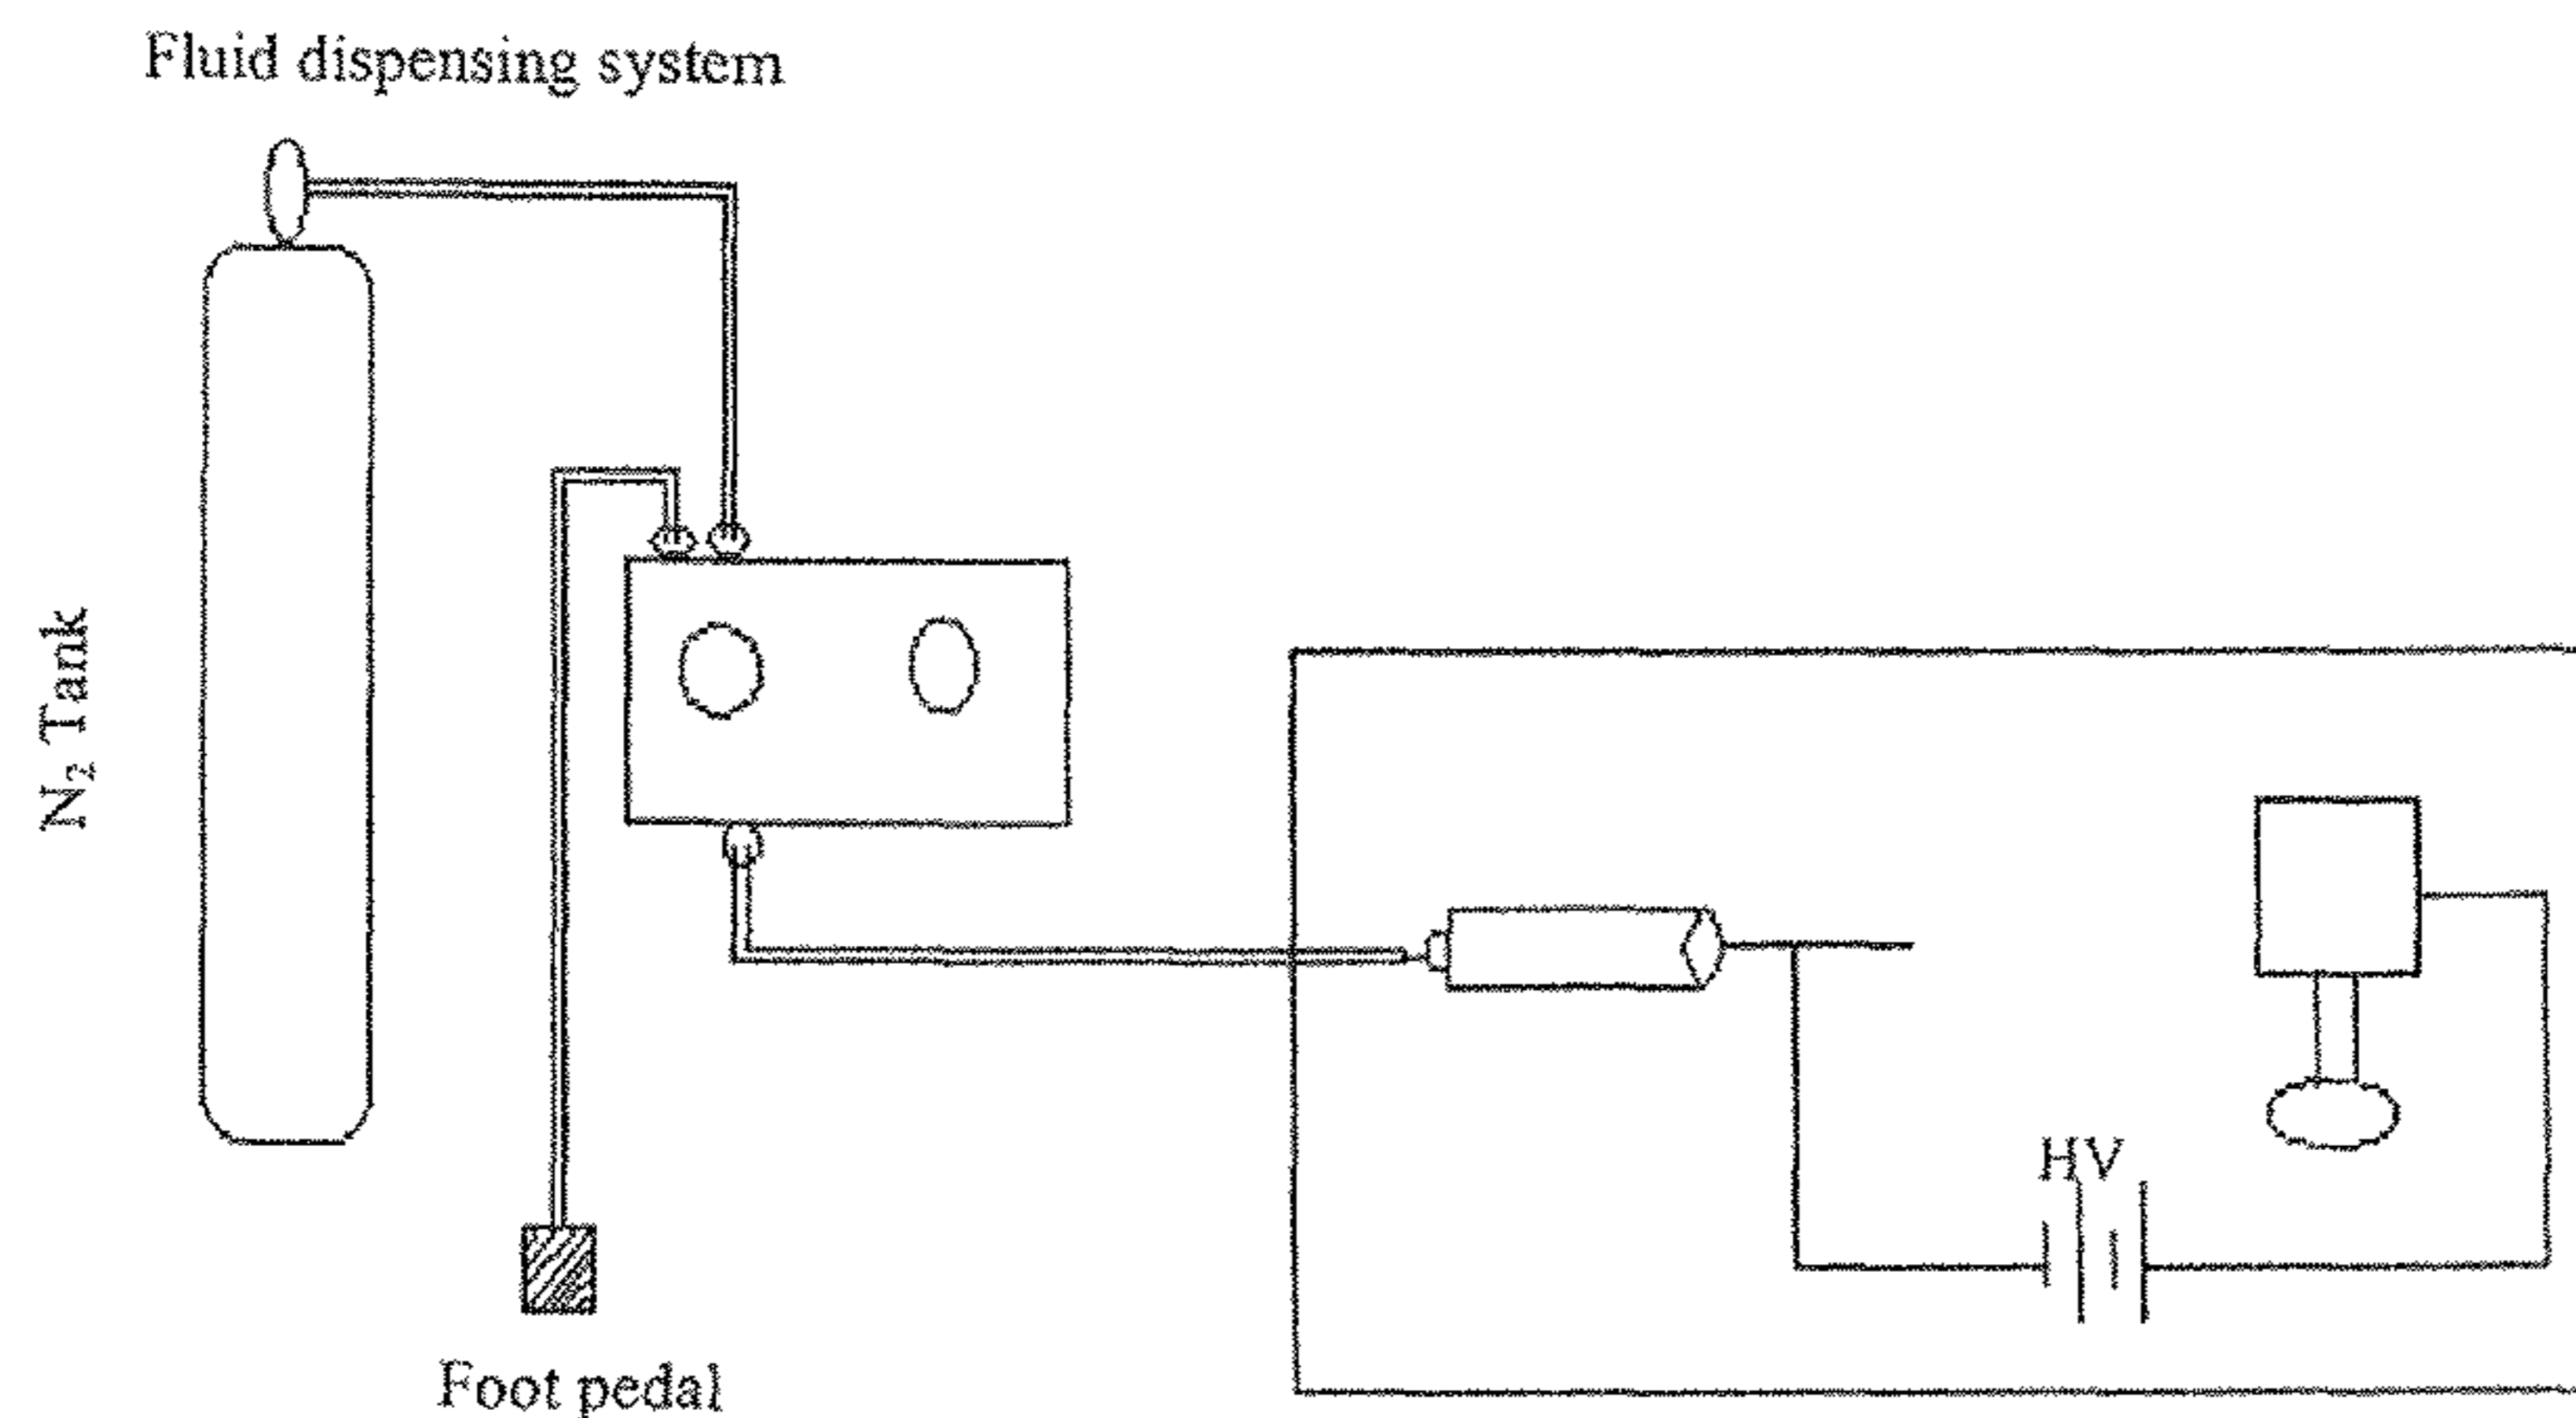 Fluid dispensing system
N₂ Tank
HV
Foot pedal